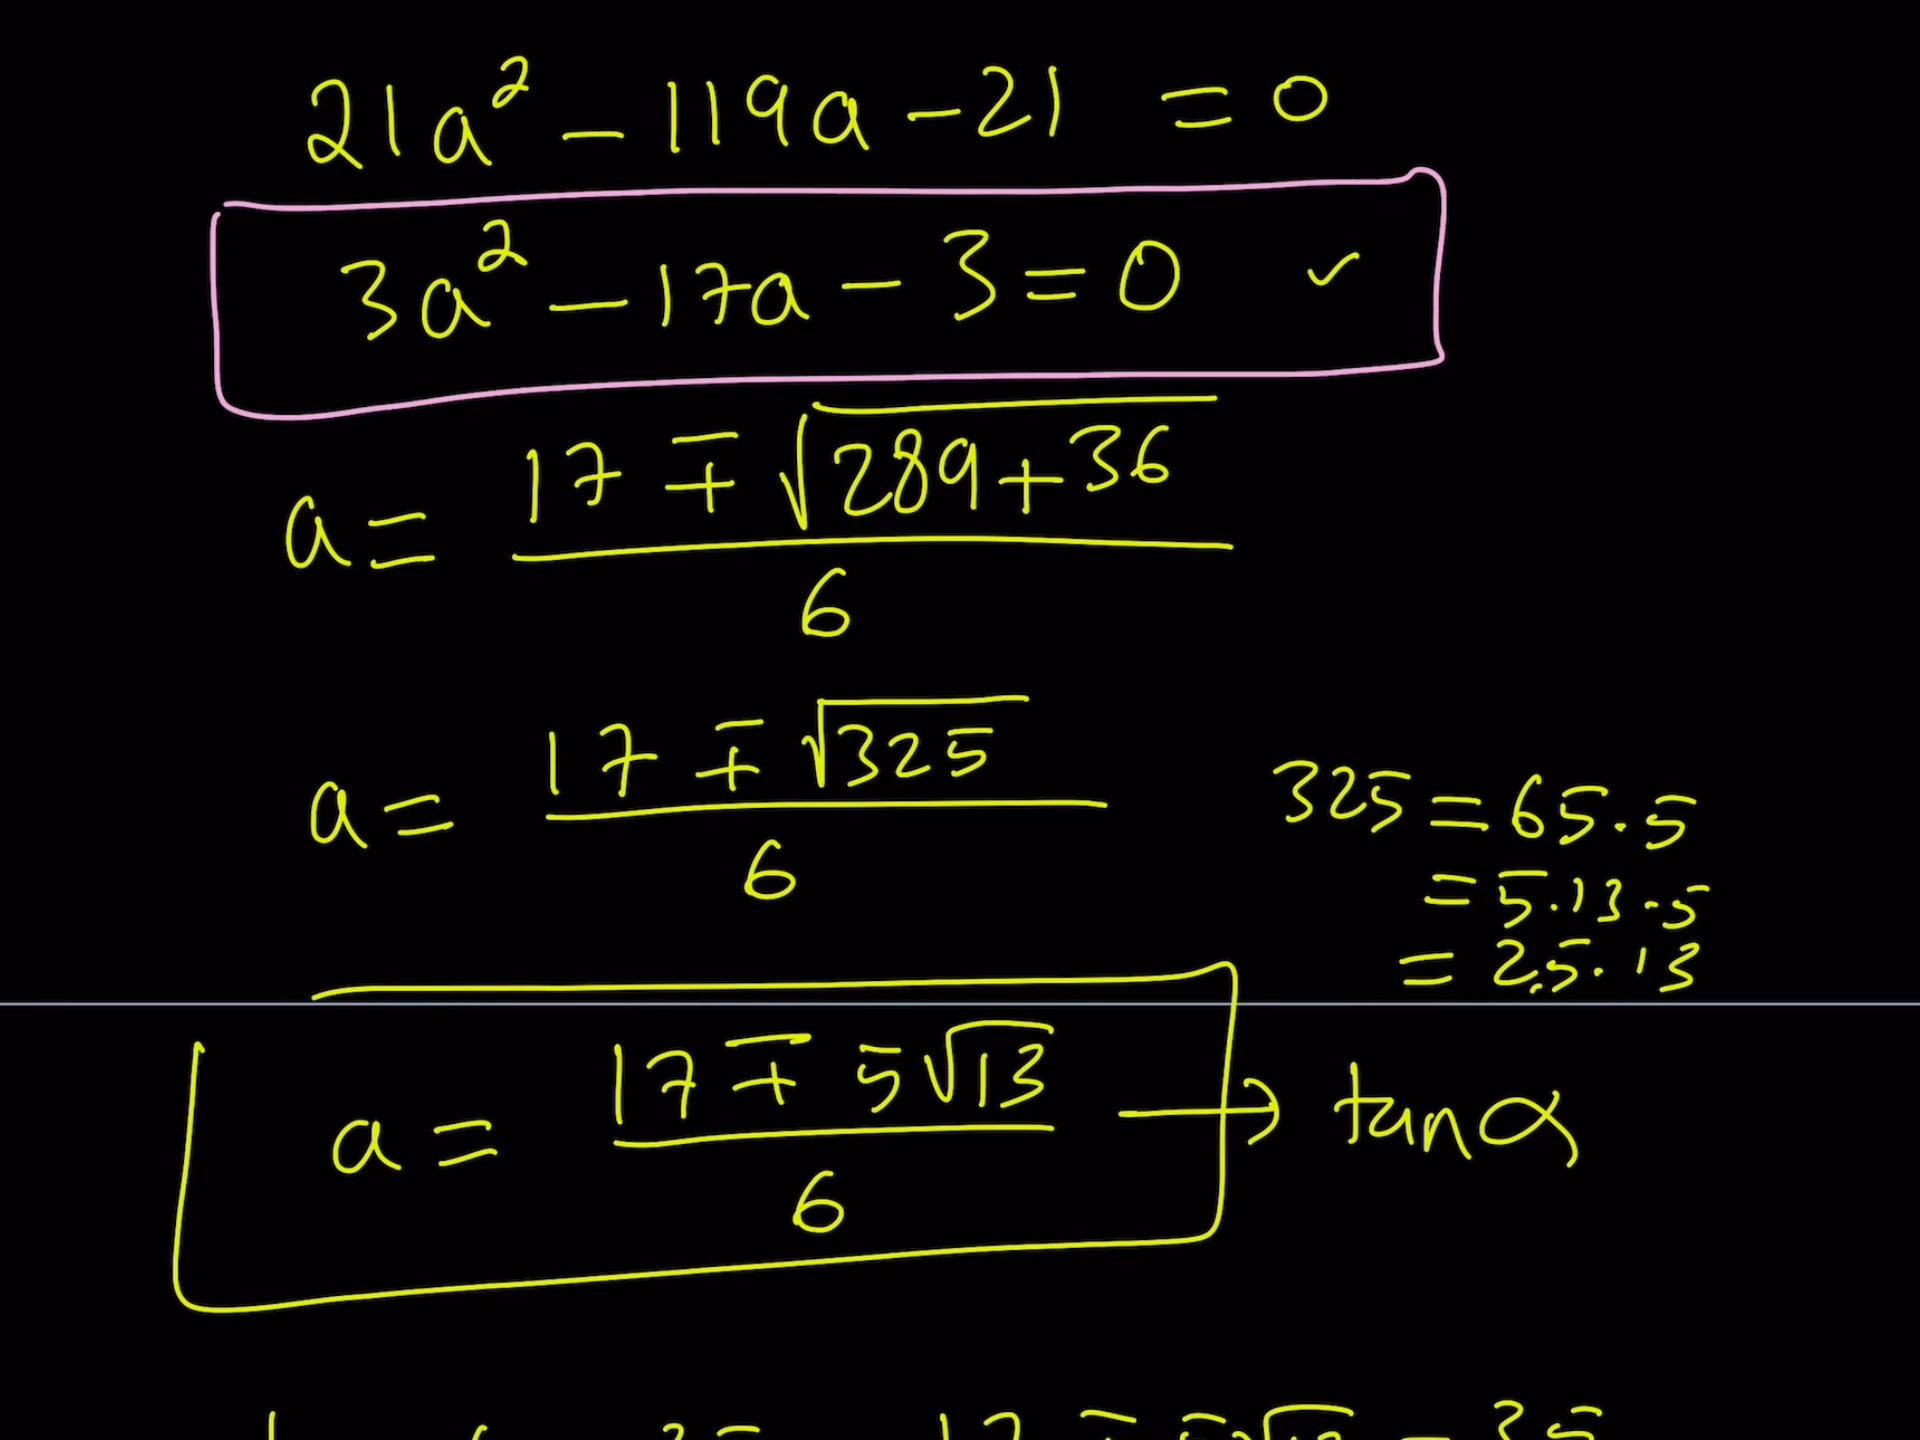 21a² - 119a - 21 = 0
3a² - 17a - 3 = 0 ✓
a = (17 ∓ √(289+36)) / 6
a = (17 ∓ √325) / 6
325 = 65·5
= 5·13·5
= 25·13
a = (17 ∓ 5√13) / 6 → tanα